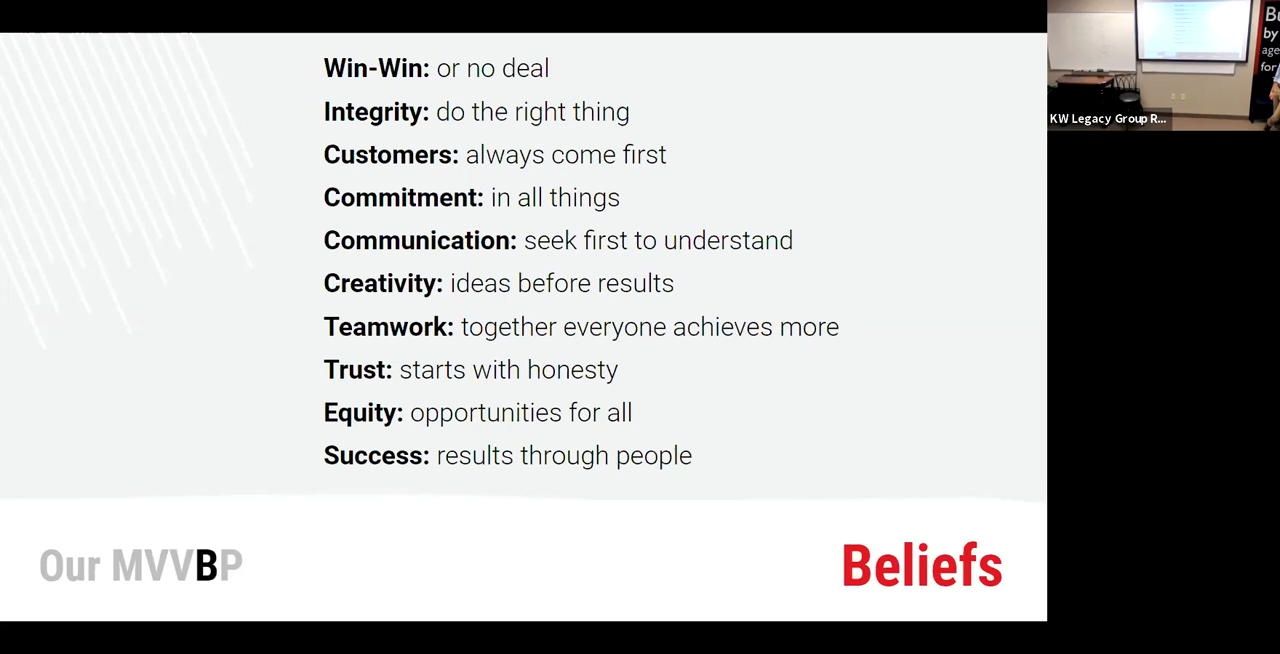 Win-Win: or no deal
Integrity: do the right thing
Customers: always come first
Commitment: in all things
Communication: seek first to understand
Creativity: ideas before results
Teamwork: together everyone achieves more
Trust: starts with honesty
Equity: opportunities for all
Success: results through people
Our MVVBP
Beliefs
KW Legacy Group R...
by
for